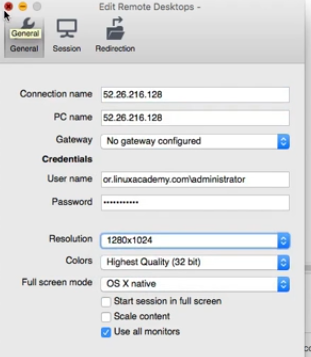 Edit Remote Desktops -
General
General Session Redirection
Connection name 52.26.216.128
PC name 52.26.216.128
Gateway No gateway configured
Credentials
User name or.linuxacademy.com\administrator
Password •••••••••••
Resolution 1280x1024
Colors Highest Quality (32 bit)
Full screen mode OS X native
Start session in full screen
Scale content
Use all monitors